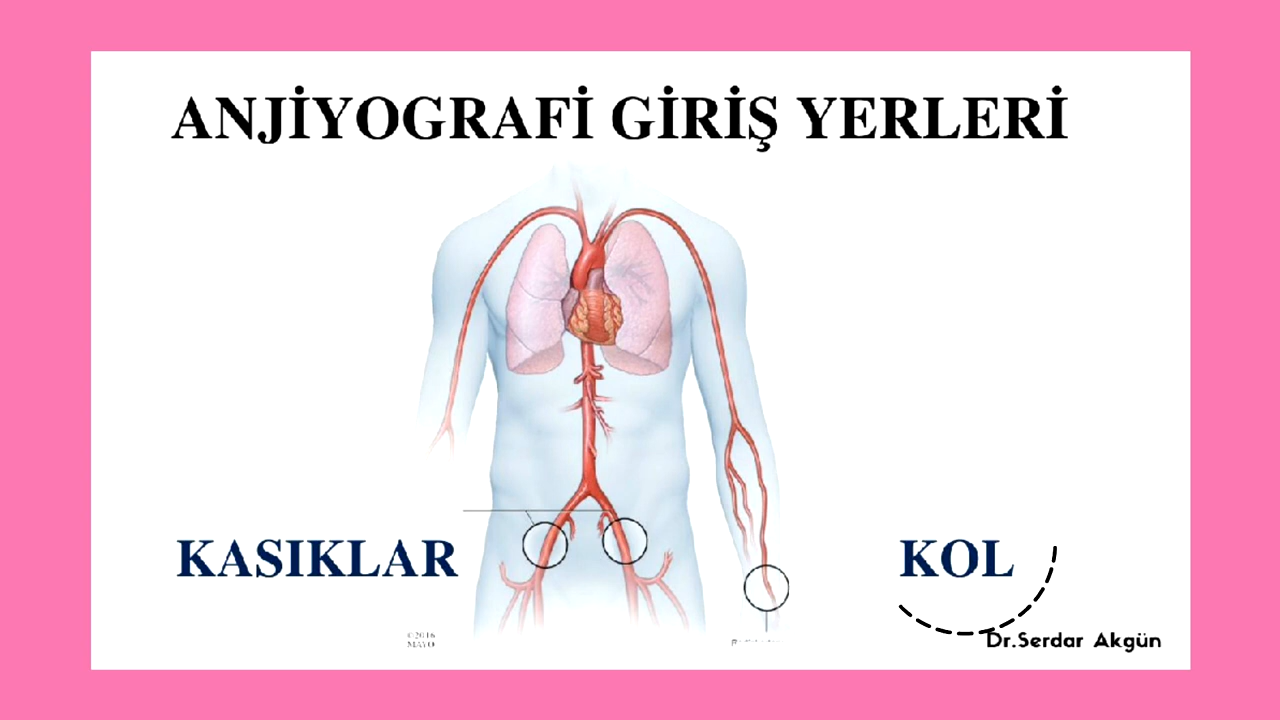 ANJİYOGRAFİ GİRİŞ YERLERİ
KASIKLAR
KOL
©2016
MAYO
Dr.Serdar Akgün